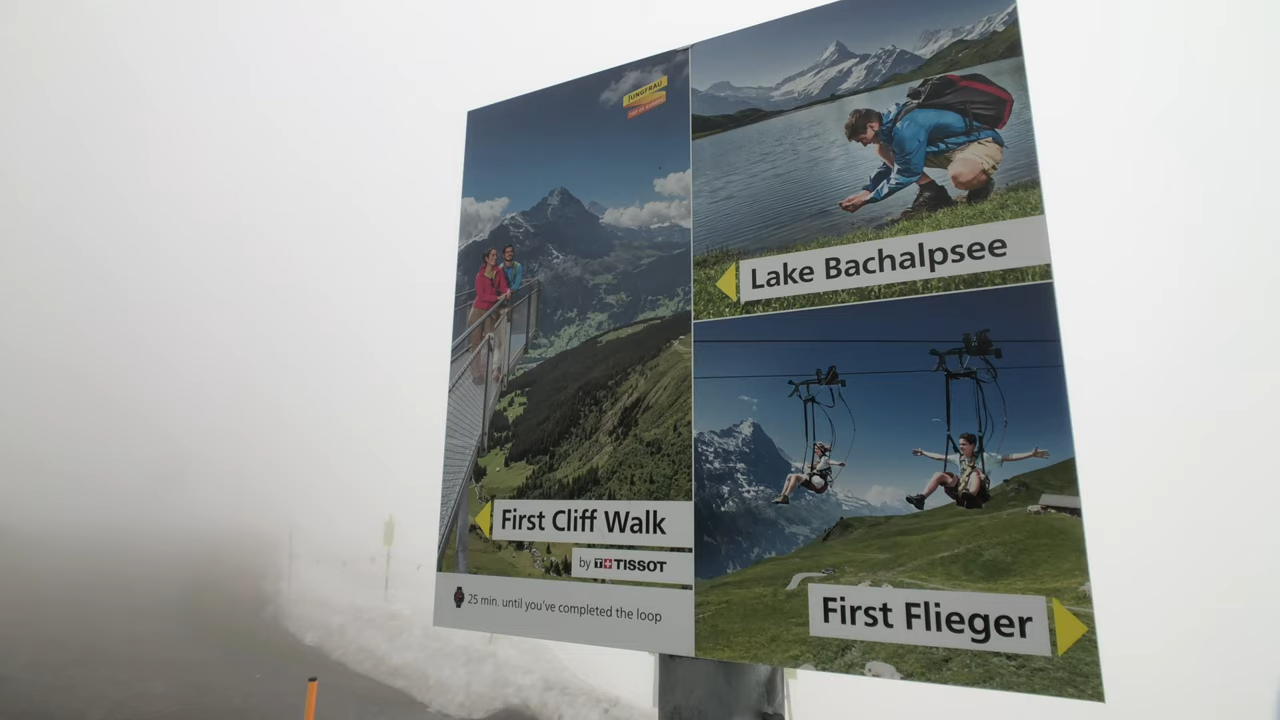 JUNGFRAU
First Cliff Walk
by TISSOT
25 min. until you've completed the loop
Lake Bachalpsee
First Flieger